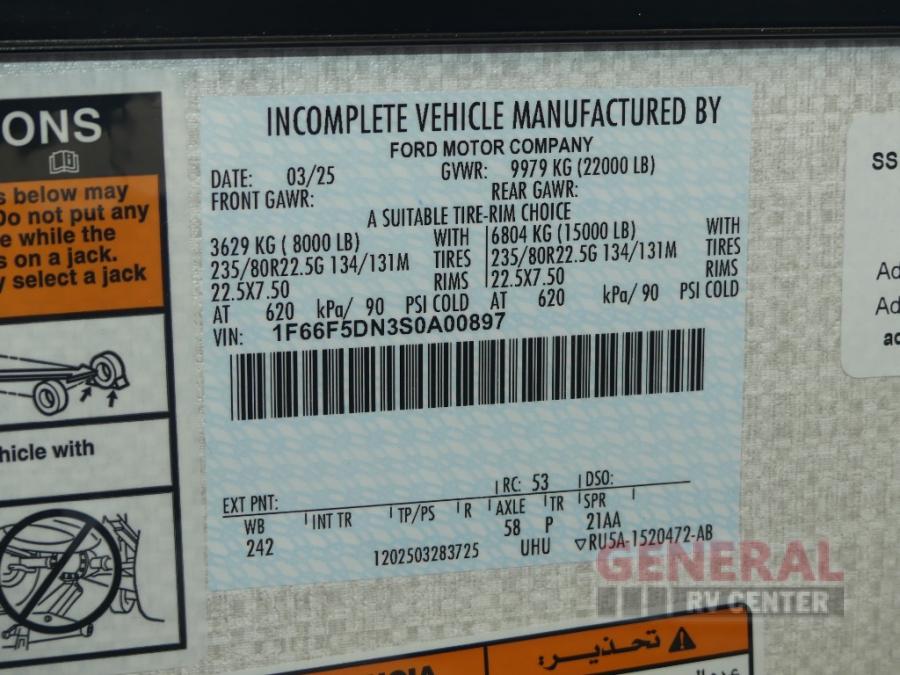 ONS
s below may
Do not put any
e while the
s on a jack.
y select a jack
hicle with
INCOMPLETE VEHICLE MANUFACTURED BY
FORD MOTOR COMPANY
DATE: 03/25 GVWR: 9979 KG (22000 LB)
FRONT GAWR: REAR GAWR:
A SUITABLE TIRE-RIM CHOICE
3629 KG ( 8000 LB) WITH 6804 KG (15000 LB) WITH
235/80R22.5G 134/131M TIRES 235/80R22.5G 134/131M TIRES
22.5X7.50 RIMS 22.5X7.50 RIMS
AT 620 kPa/ 90 PSI COLD AT 620 kPa/ 90 PSI COLD
VIN: 1F66F5DN3S0A00897
EXT PNT: RC: 53 DSO:
WB INT TR TP/PS R AXLE TR SPR
242 58 P 21AA
1202503283725 UHU ▽RU5A-1520472-AB
SS
Ad
Ad
ad
GENERAL
RV CENTER
تحذير: